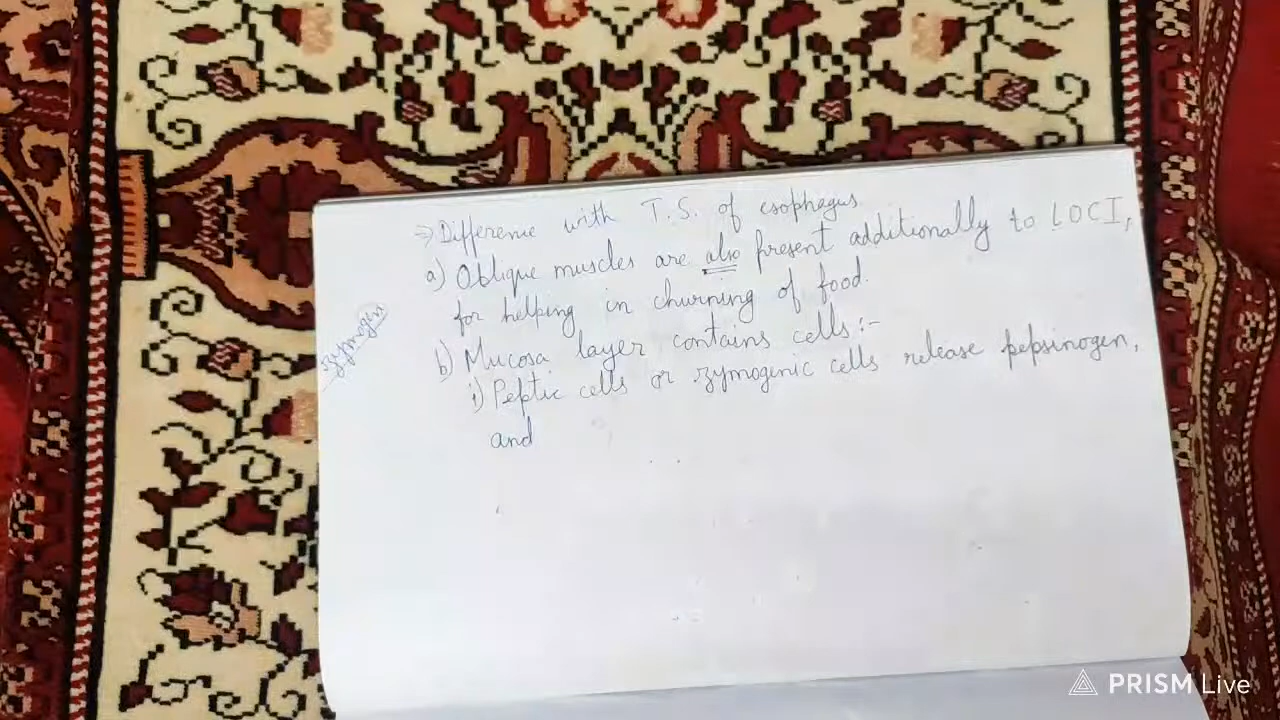 ⇒ Difference with T.S. of esophagus
a) Oblique muscles are also present additionally to LOCI,
for helping in churning of food.
b) Mucosa layer contains cells :-
i) Peptic cells or zymogenic cells release pepsinogen,
and
zymogen
PRISM Live